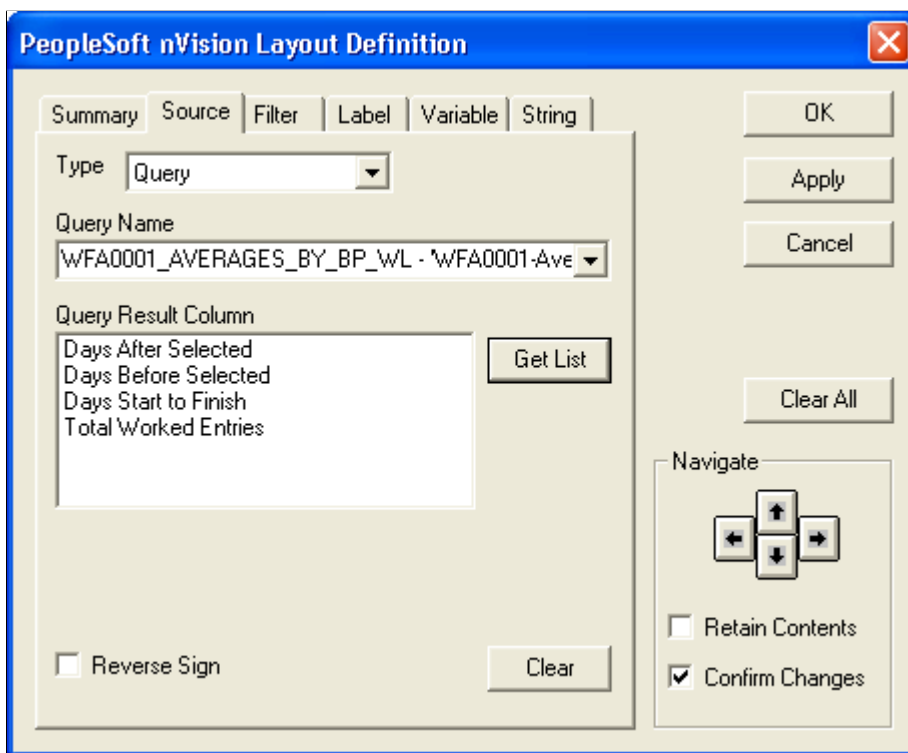 PeopleSoft nVision Layout Definition
Summary Source Filter Label Variable String
Type Query
Query Name
WFA0001_AVERAGES_BY_BP_WL - 'WFA0001-Ave
Query Result Column
Days After Selected
Days Before Selected
Days Start to Finish
Total Worked Entries
Get List
Reverse Sign
Clear
OK
Apply
Cancel
Clear All
Navigate
Retain Contents
Confirm Changes